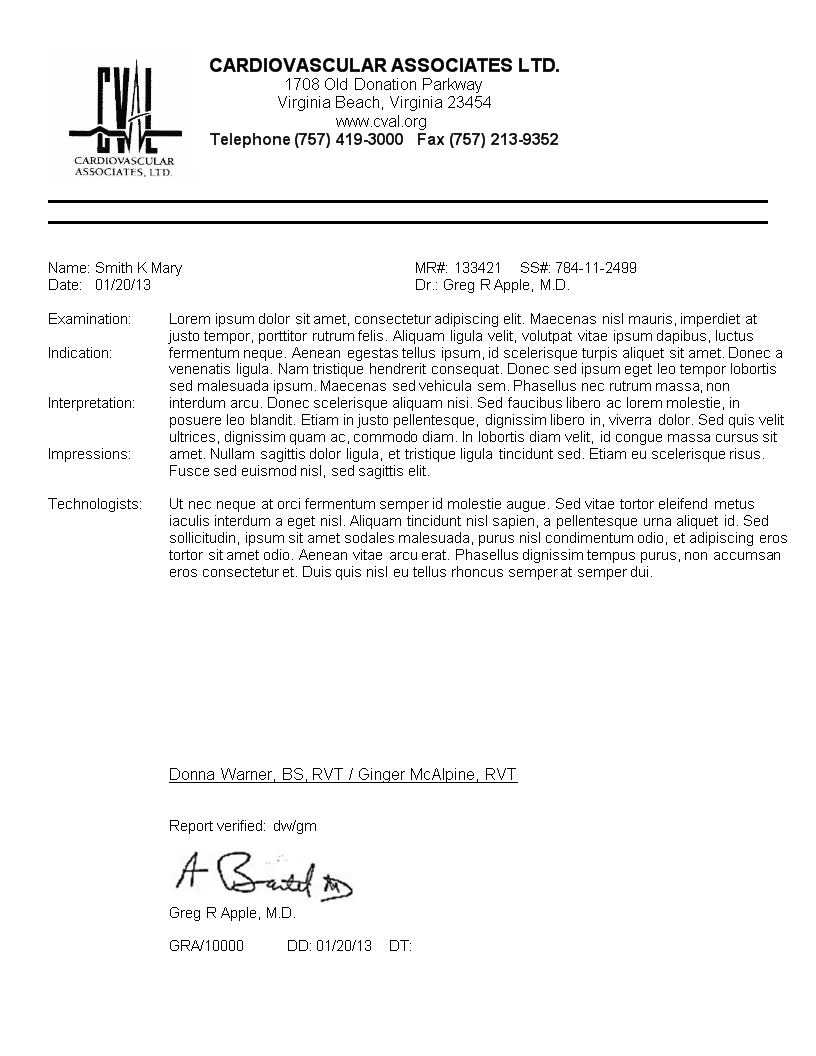 CVAL
CARDIOVASCULAR
ASSOCIATES, LTD.
CARDIOVASCULAR ASSOCIATES LTD.
1708 Old Donation Parkway
Virginia Beach, Virginia 23454
www.cval.org
Telephone (757) 419-3000 Fax (757) 213-9352
Name: Smith K Mary MR#: 133421 SS#: 784-11-2499
Date: 01/20/13 Dr.: Greg R Apple, M.D.
Examination: Lorem ipsum dolor sit amet, consectetur adipiscing elit. Maecenas nisl mauris, imperdiet at
justo tempor, porttitor rutrum felis. Aliquam ligula velit, volutpat vitae ipsum dapibus, luctus
Indication: fermentum neque. Aenean egestas tellus ipsum, id scelerisque turpis aliquet sit amet. Donec a
venenatis ligula. Nam tristique hendrerit consequat. Donec sed ipsum eget leo tempor lobortis
sed malesuada ipsum. Maecenas sed vehicula sem. Phasellus nec rutrum massa, non
Interpretation: interdum arcu. Donec scelerisque aliquam nisi. Sed faucibus libero ac lorem molestie, in
posuere leo blandit. Etiam in justo pellentesque, dignissim libero in, viverra dolor. Sed quis velit
ultrices, dignissim quam ac, commodo diam. In lobortis diam velit, id congue massa cursus sit
Impressions: amet. Nullam sagittis dolor ligula, et tristique ligula tincidunt sed. Etiam eu scelerisque risus.
Fusce sed euismod nisl, sed sagittis elit.
Technologists: Ut nec neque at orci fermentum semper id molestie augue. Sed vitae tortor eleifend metus
iaculis interdum a eget nisl. Aliquam tincidunt nisl sapien, a pellentesque urna aliquet id. Sed
sollicitudin, ipsum sit amet sodales malesuada, purus nisl condimentum odio, et adipiscing eros
tortor sit amet odio. Aenean vitae arcu erat. Phasellus dignissim tempus purus, non accumsan
eros consectetur et. Duis quis nisl eu tellus rhoncus semper at semper dui.
Donna Warner, BS, RVT / Ginger McAlpine, RVT
Report verified: dw/gm
Greg R Apple, M.D.
GRA/10000 DD: 01/20/13 DT: